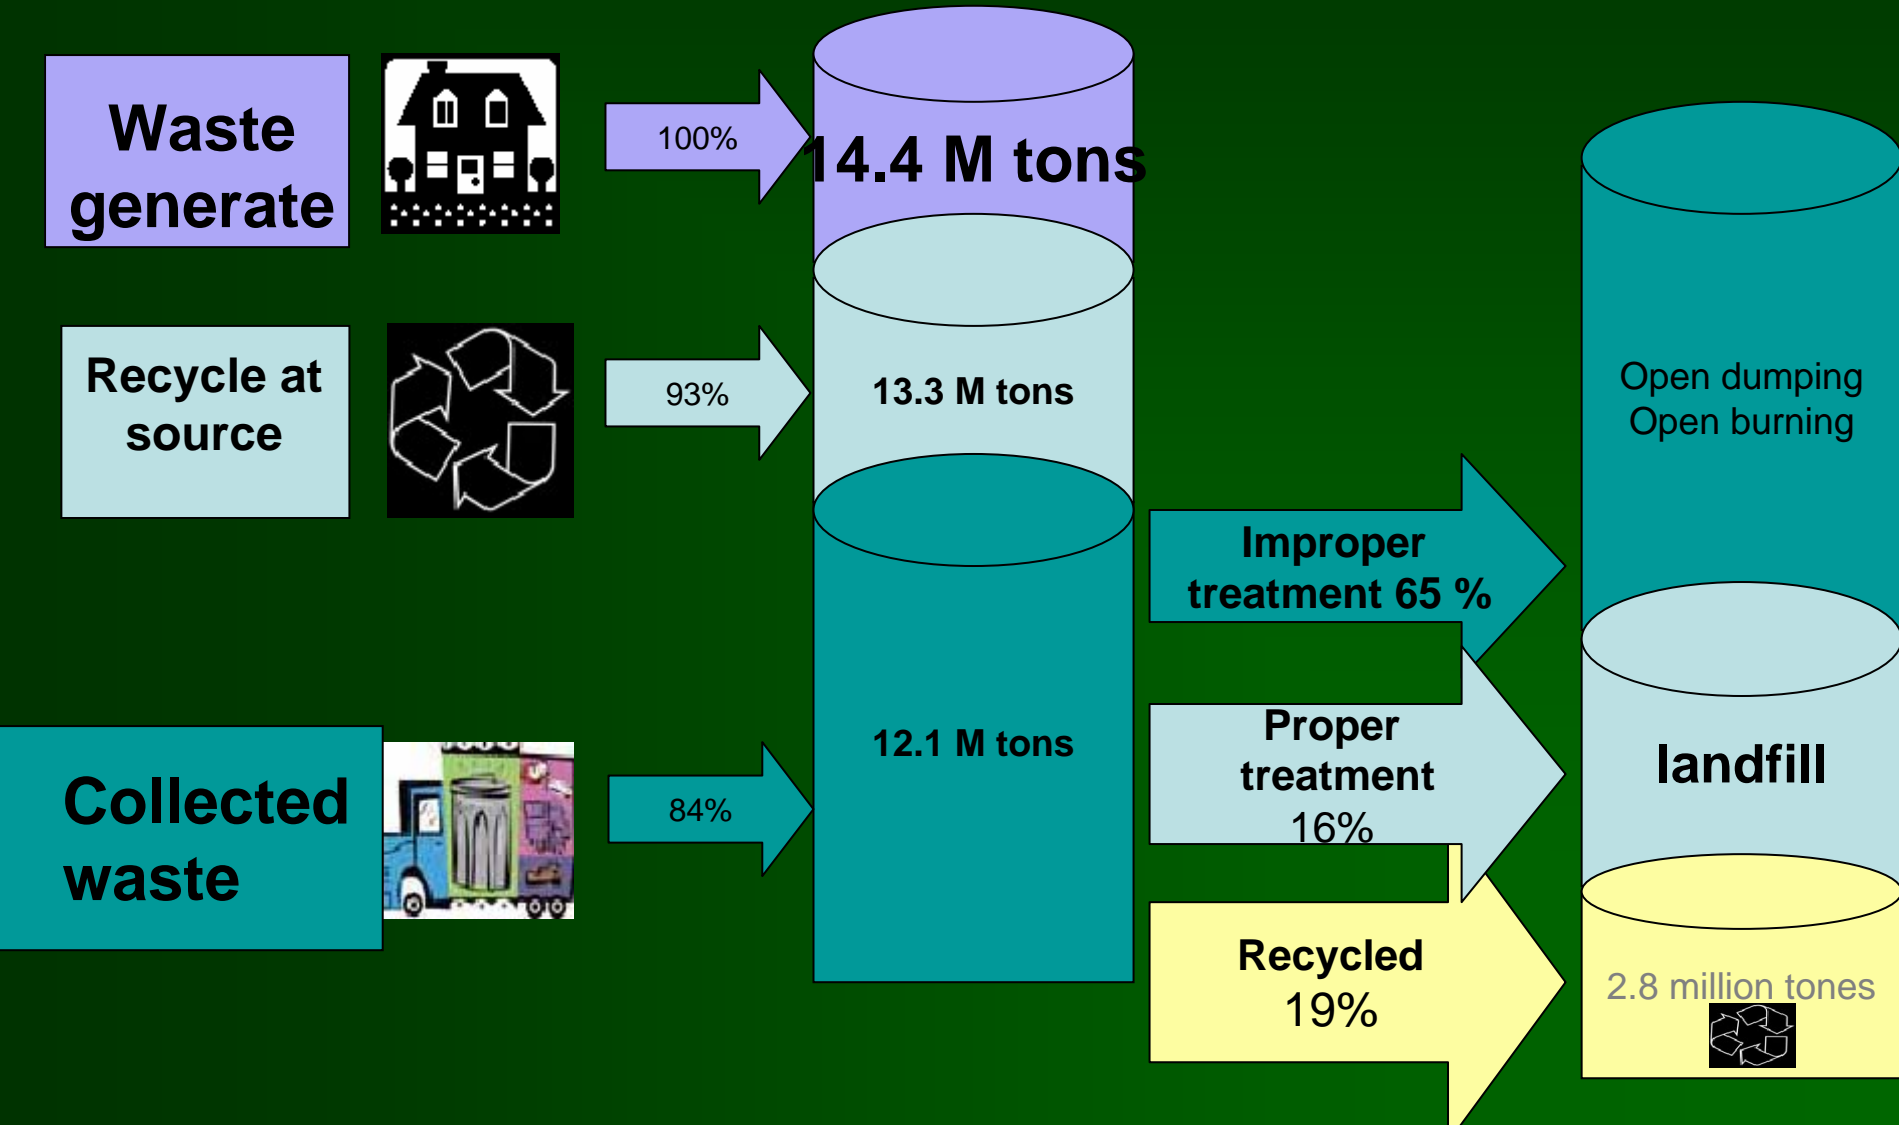 Waste
generate
100%
14.4 M tons
Recycle at
source
93%
13.3 M tons
Open dumping
Open burning
Improper
treatment 65 %
Collected
waste
84%
12.1 M tons
Proper
treatment
16%
landfill
Recycled
19%
2.8 million tones